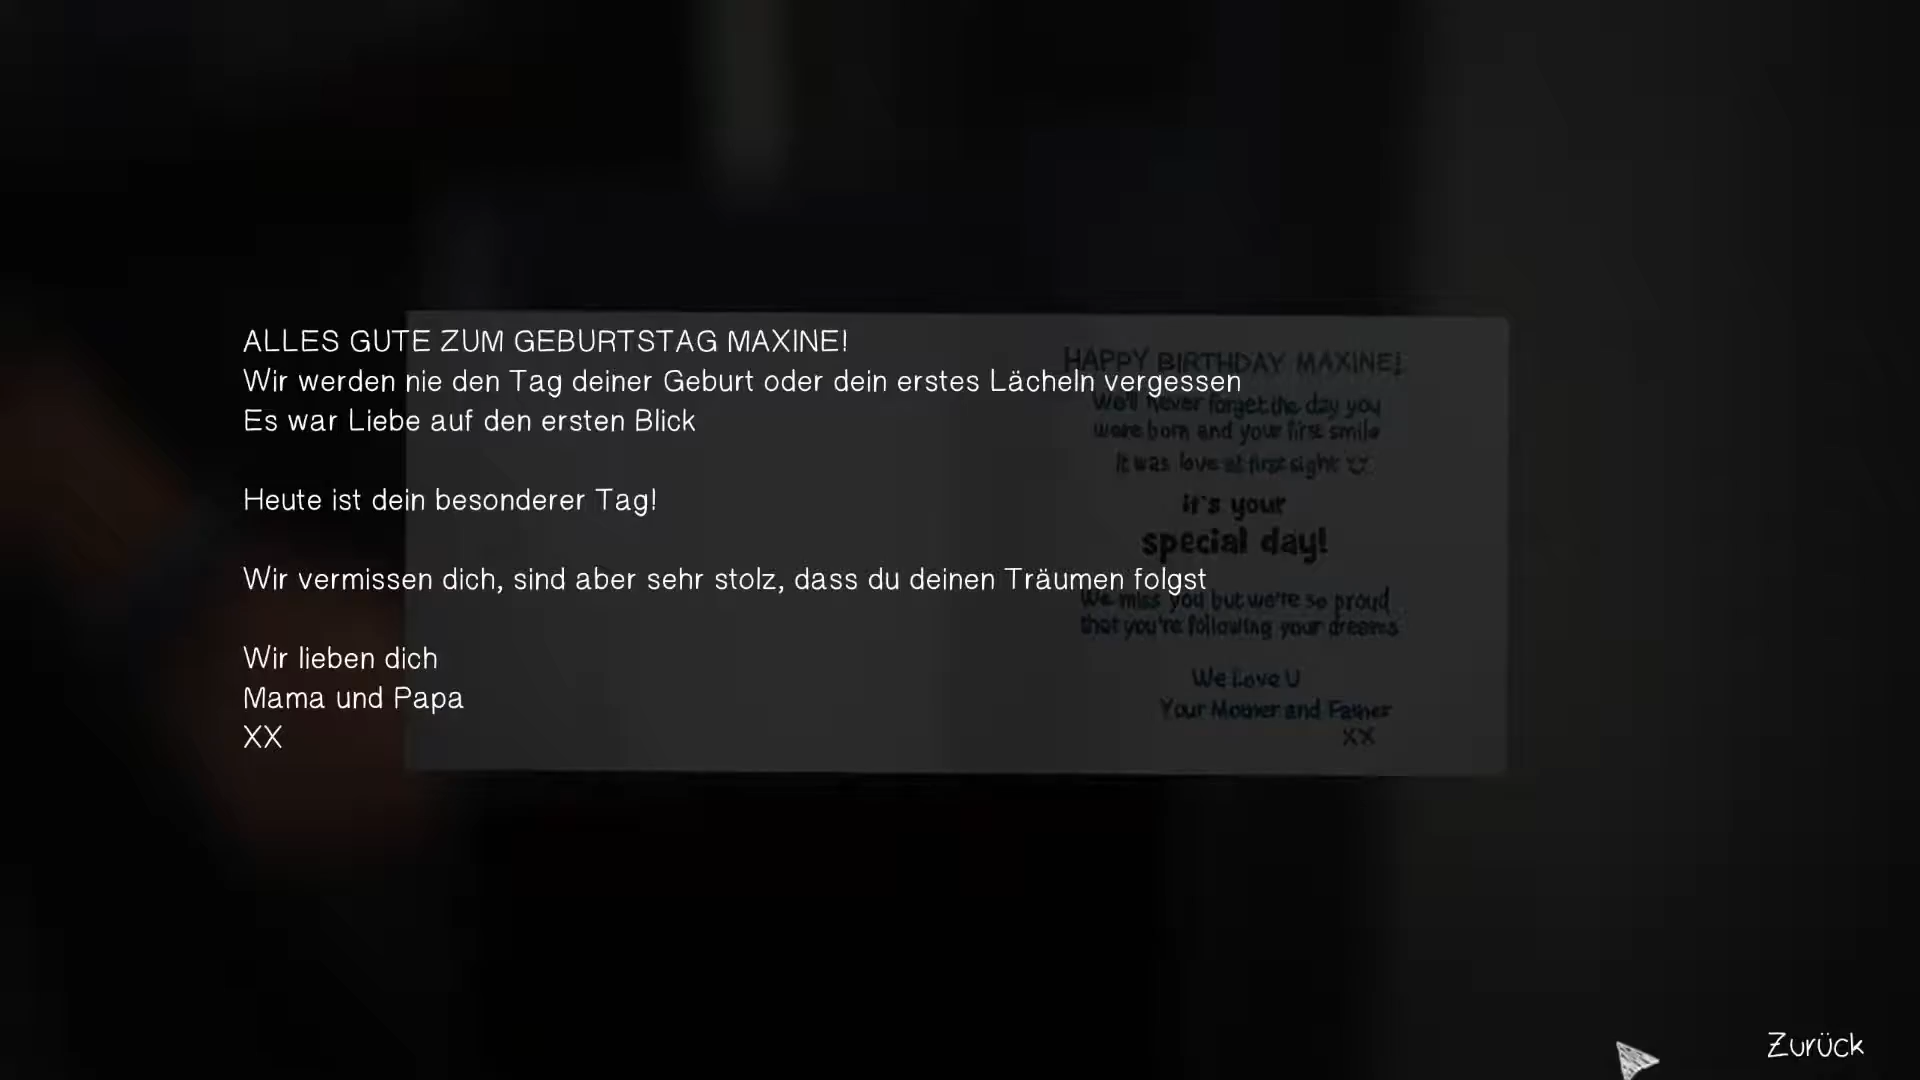 ALLES GUTE ZUM GEBURTSTAG MAXINE!
Wir werden nie den Tag deiner Geburt oder dein erstes Lächeln vergessen
Es war Liebe auf den ersten Blick
Heute ist dein besonderer Tag!
Wir vermissen dich, sind aber sehr stolz, dass du deinen Träumen folgst
Wir lieben dich
Mama und Papa
XX
HAPPY BIRTHDAY MAXINE!
We'll never forget the day you
were born and your first smile
It was love at first sight
it's your
special day!
We miss you but we're so proud
that you're following your dreams
We Love U
Your Mother and Father
XX
Zurück